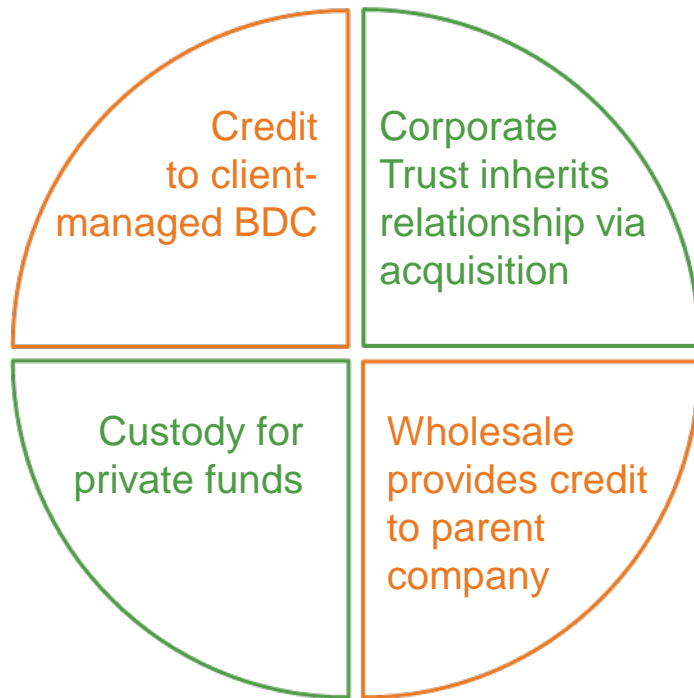 Credit
to client-
managed BDC
Corporate
Trust inherits
relationship via
acquisition
Custody for
private funds
Wholesale
provides credit
to parent
company